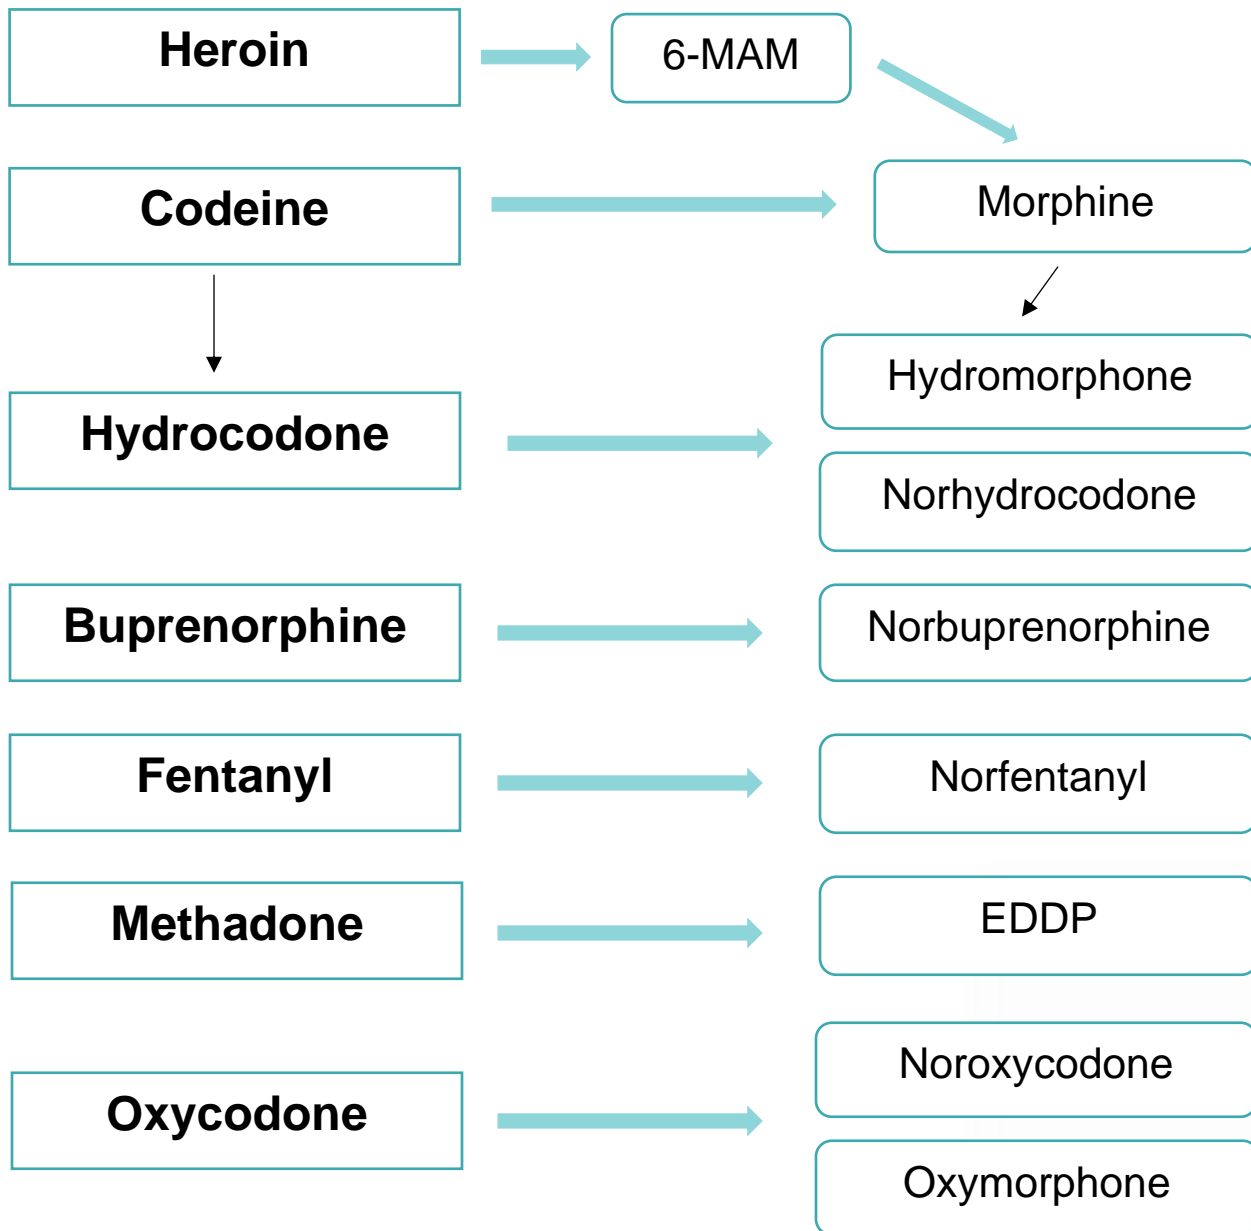 Heroin
6-MAM
Codeine
Morphine
Hydromorphone
Hydrocodone
Norhydrocodone
Buprenorphine
Norbuprenorphine
Fentanyl
Norfentanyl
Methadone
EDDP
Noroxycodone
Oxycodone
Oxymorphone